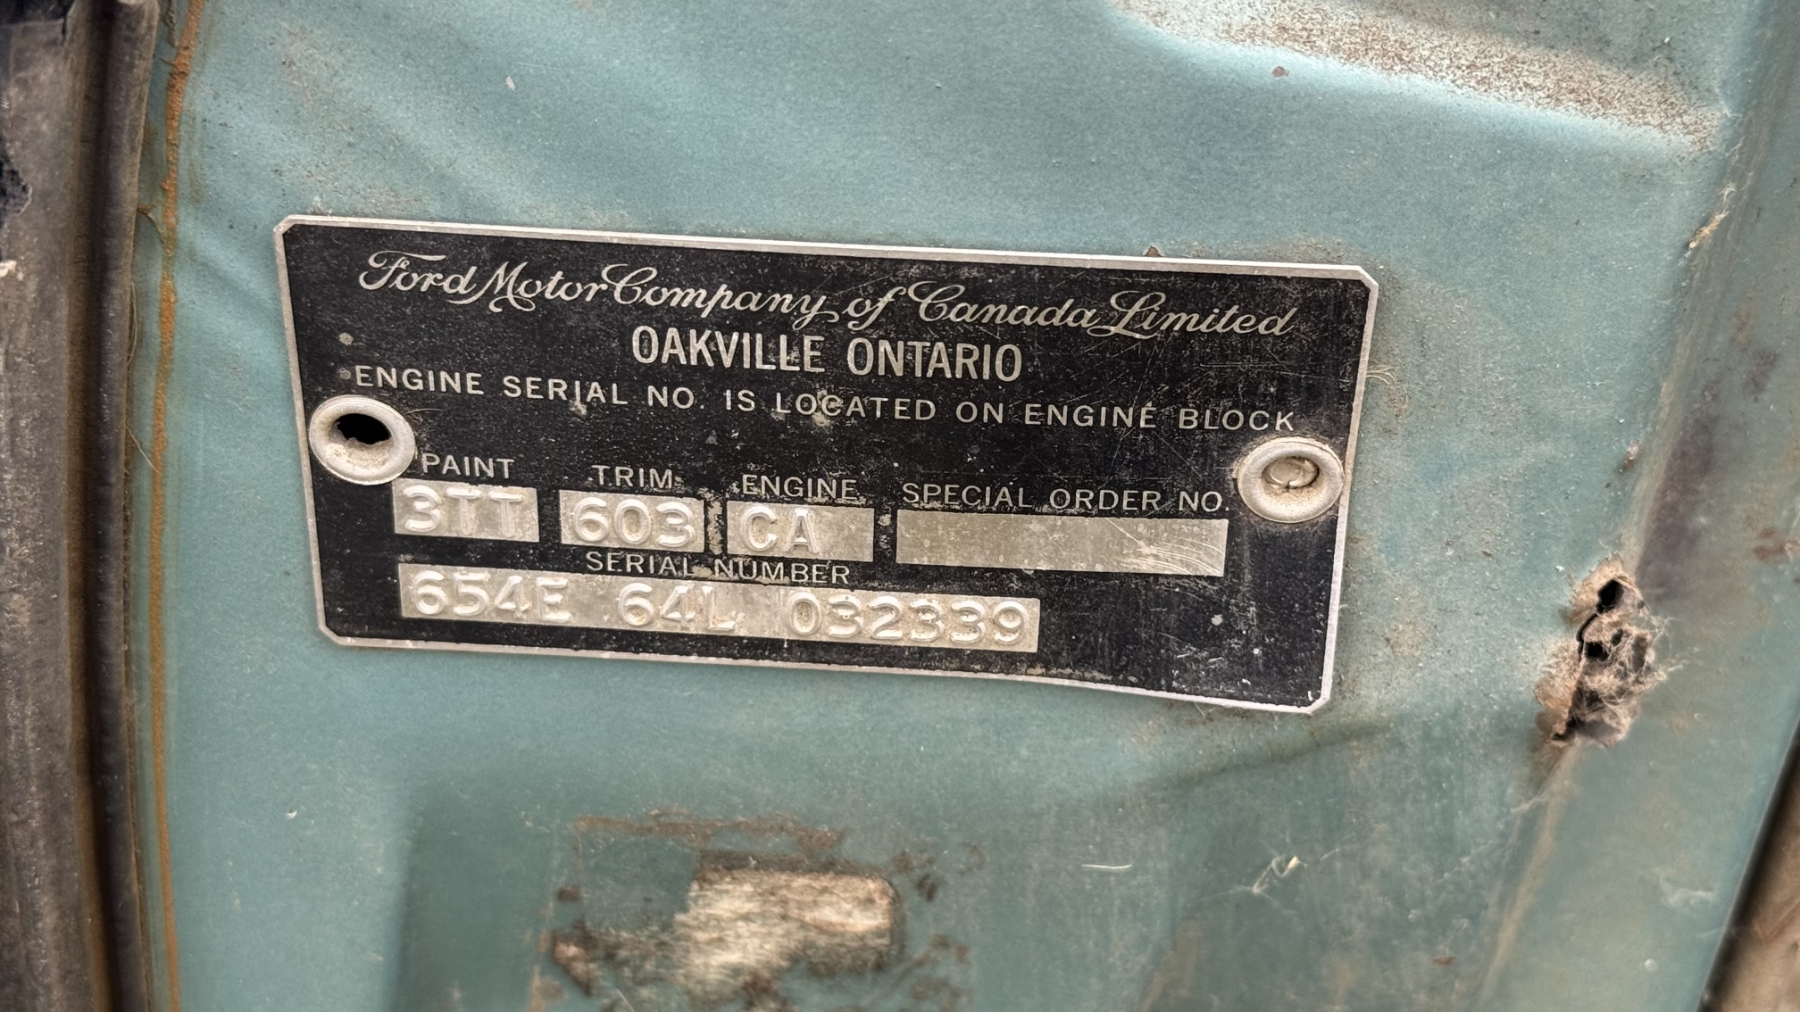 Ford Motor Company of Canada Limited
OAKVILLE ONTARIO
ENGINE SERIAL NO. IS LOCATED ON ENGINE BLOCK
PAINT TRIM ENGINE SPECIAL ORDER NO.
3TT 603 CA
SERIAL NUMBER
654E 64L 032339